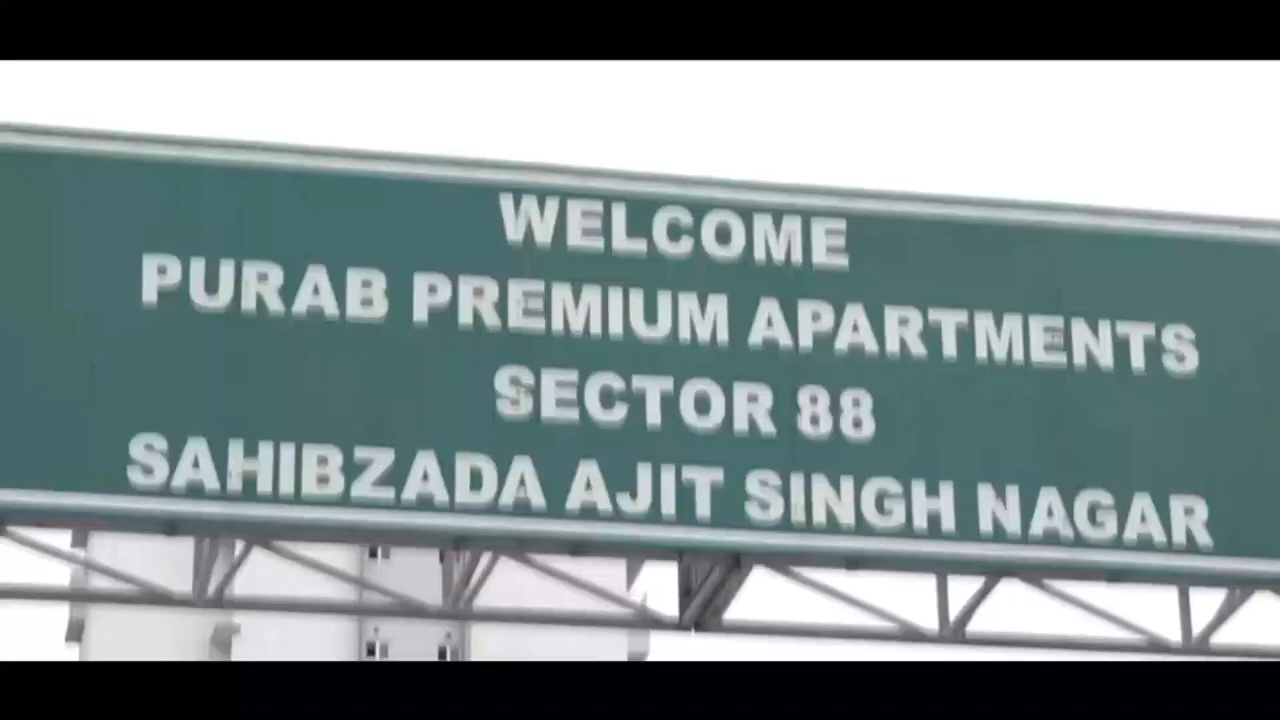 WELCOME
PURAB PREMIUM APARTMENTS
SECTOR 88
SAHIBZADA AJIT SINGH NAGAR